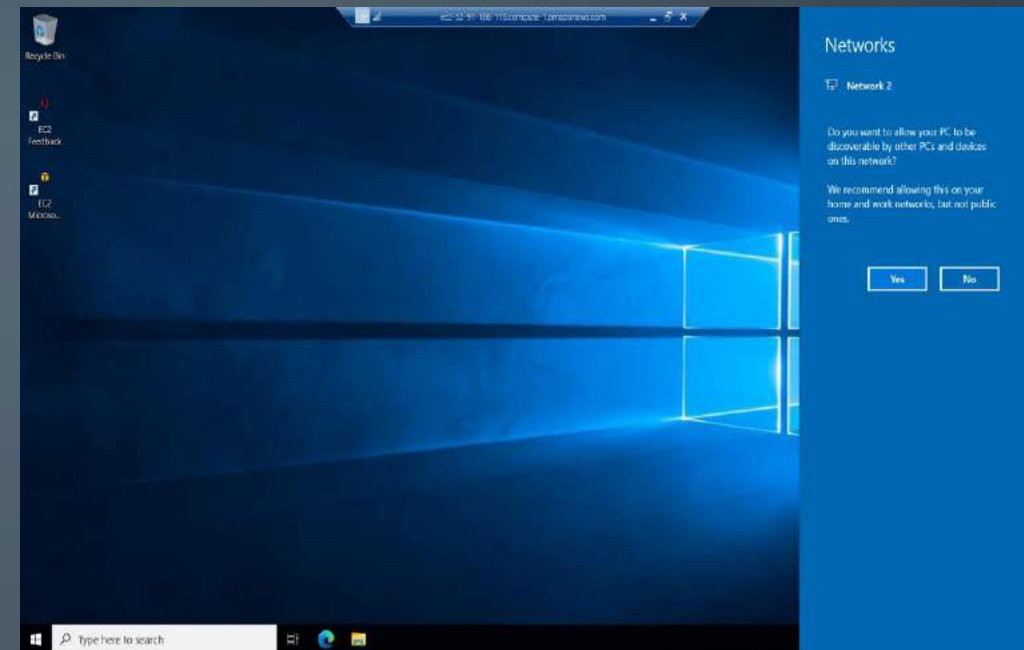 Recycle Bin
EC2
Feedback
EC2
Microso...
Networks
Network 2
Do you want to allow your PC to be
discoverable by other PCs and devices
on this network?
We recommend allowing this on your
home and work networks, but not public
ones.
Yes
No
Type here to search